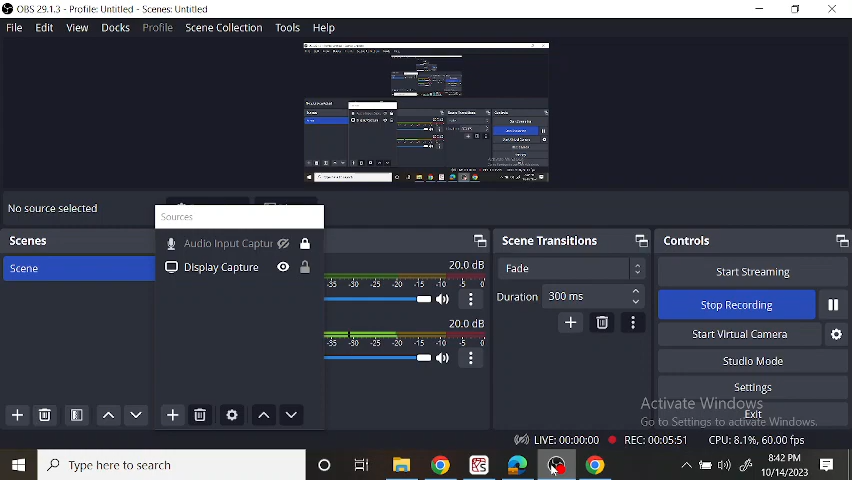 OBS 29.1.3 - Profile: Untitled - Scenes: Untitled
File Edit View Docks Profile Scene Collection Tools Help
No source selected
Sources
Scenes
Scene Transitions
Controls
Audio Input Captur
Display Capture
Scene
20.0 dB
-35 -30 -25 -20 -15 -10 -5 0
20.0 dB
-35 -30 -25 -20 -15 -10 -5 0
Fade
Duration 300 ms
Start Streaming
Stop Recording
Start Virtual Camera
Studio Mode
Settings
Exit
Activate Windows
Go to Settings to activate Windows.
LIVE: 00:00:00 REC: 00:05:51 CPU: 8.1%, 60.00 fps
Type here to search
8:42 PM
10/14/2023